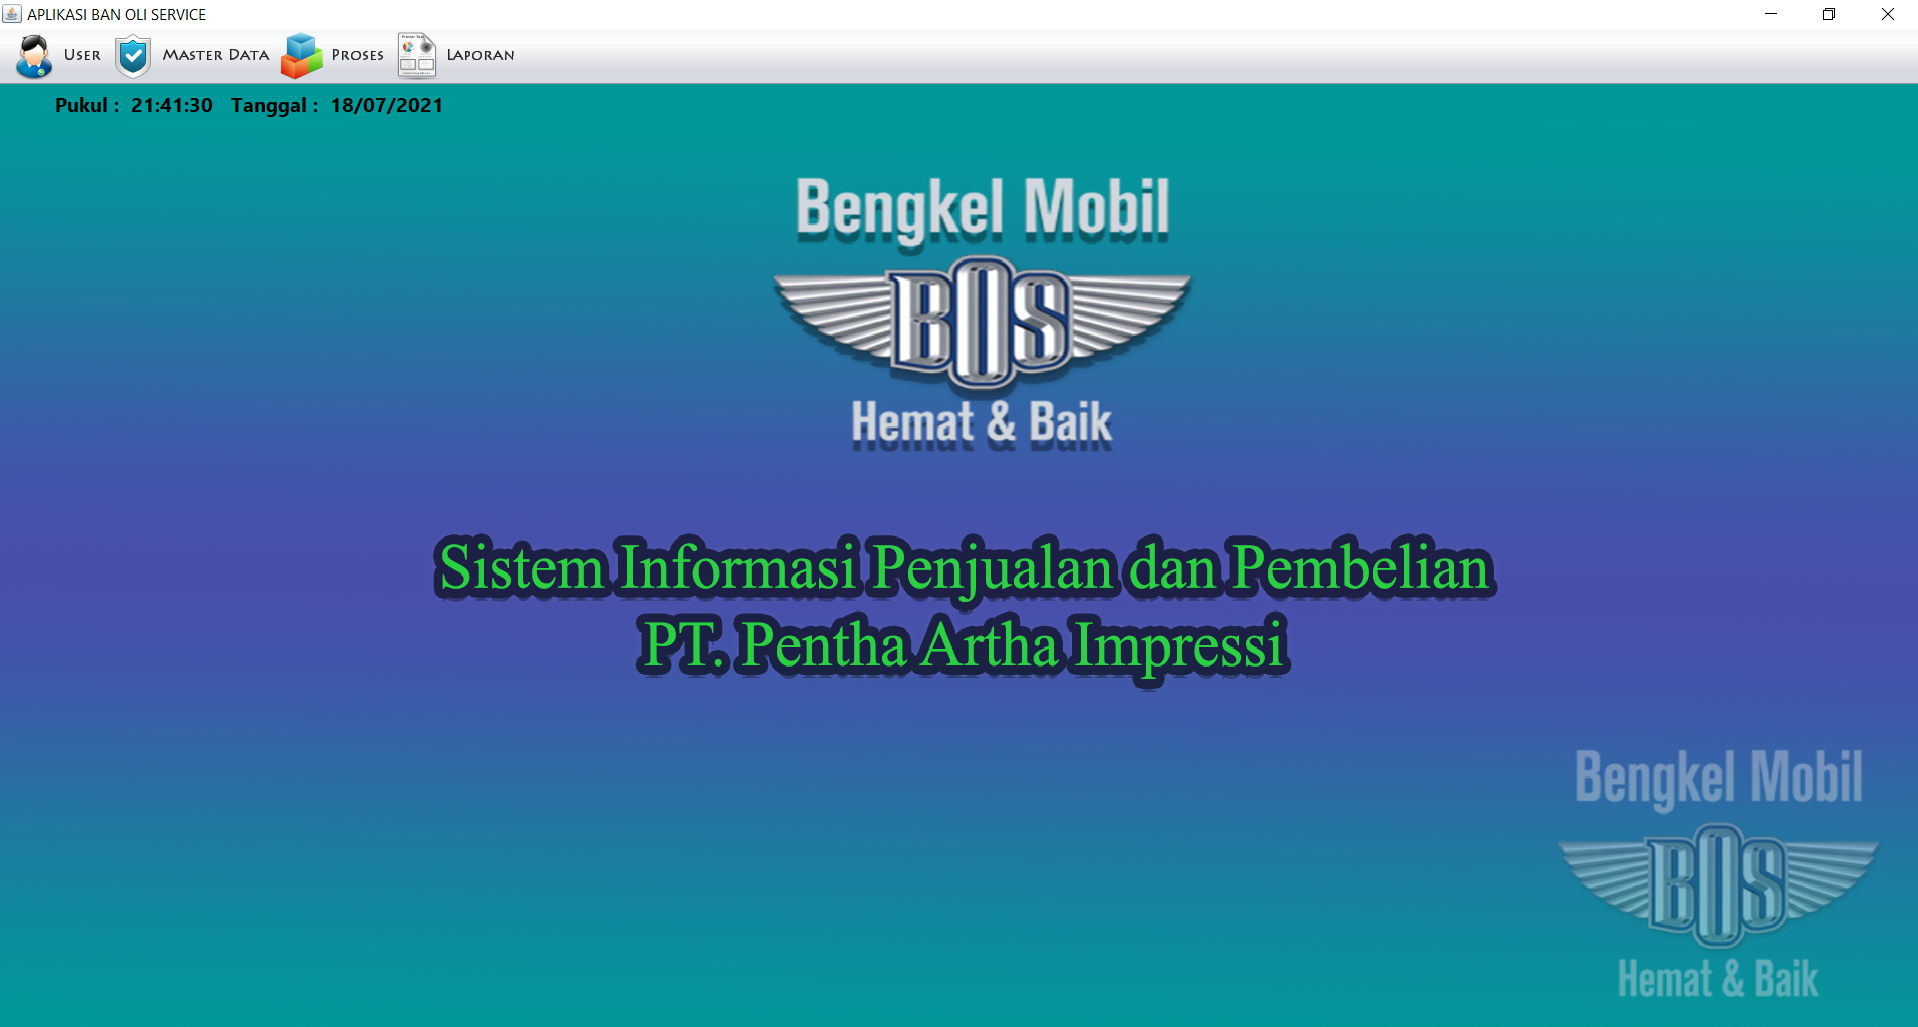 APLIKASI BAN OLI SERVICE
User Master Data Proses Laporan
Pukul : 21:41:30 Tanggal : 18/07/2021
Bengkel Mobil
BOS
Hemat & Baik
Sistem Informasi Penjualan dan Pembelian
PT. Pentha Artha Impressi
Bengkel Mobil
BOS
Hemat & Baik